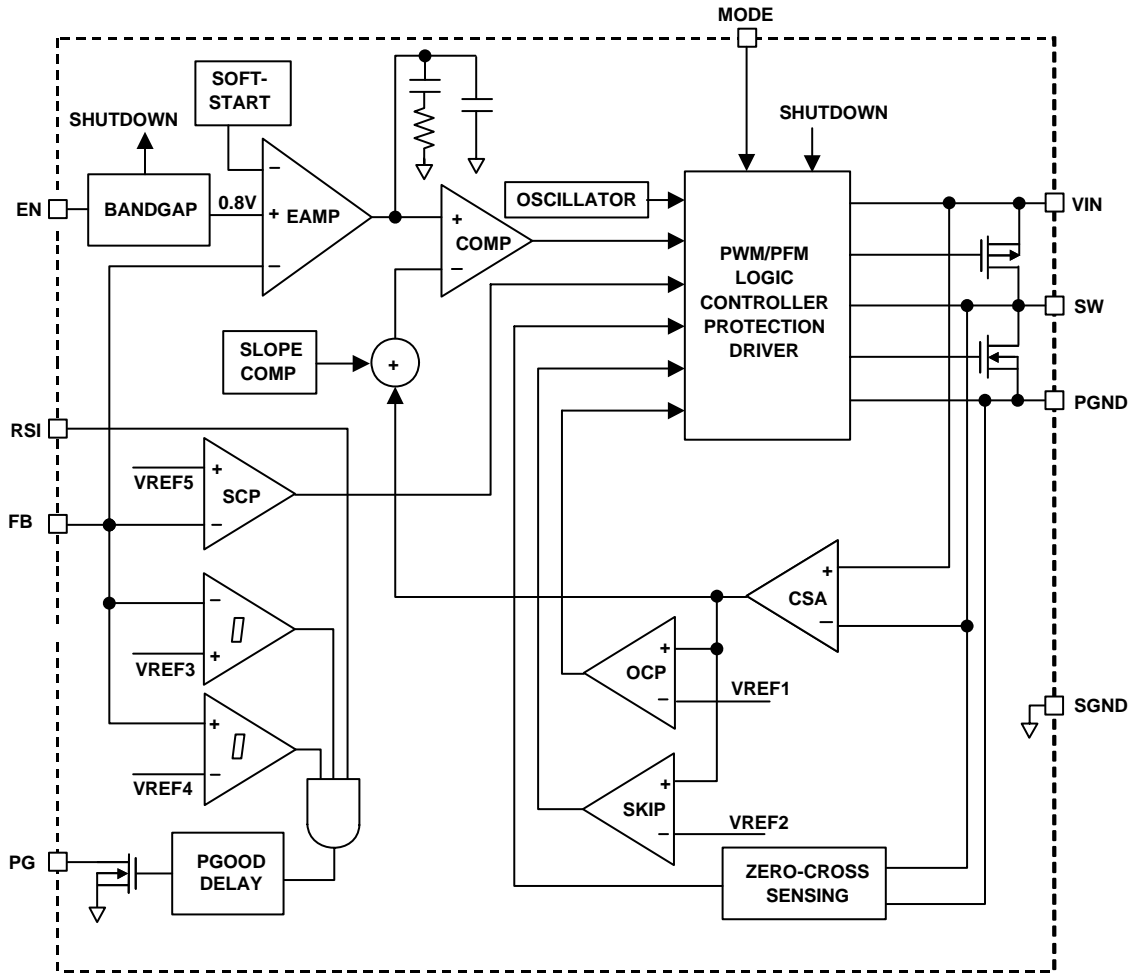 MODE
SOFT-
START
SHUTDOWN
SHUTDOWN
EN
BANDGAP
0.8V
−
+
−
EAMP
+
−
COMP
OSCILLATOR
PWM/PFM
LOGIC
CONTROLLER
PROTECTION
DRIVER
VIN
SW
PGND
SLOPE
COMP
+
RSI
VREF5
+
−
SCP
FB
+
−
CSA
−
+
VREF3
+
−
OCP
VREF1
SGND
+
−
VREF4
+
−
SKIP
VREF2
PG
PGOOD
DELAY
ZERO-CROSS
SENSING